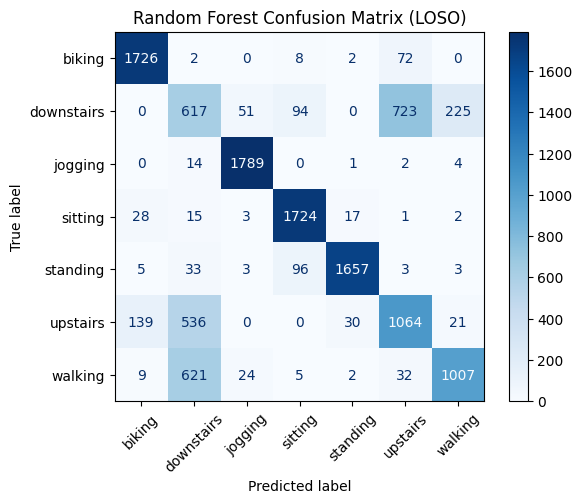 Random Forest Confusion Matrix (LOSO)
True label
biking 1726 2 0 8 2 72 0
downstairs 0 617 51 94 0 723 225
jogging 0 14 1789 0 1 2 4
sitting 28 15 3 1724 17 1 2
standing 5 33 3 96 1657 3 3
upstairs 139 536 0 0 30 1064 21
walking 9 621 24 5 2 32 1007
biking downstairs jogging sitting standing upstairs walking
Predicted label
1600
1400
1200
1000
800
600
400
200
0